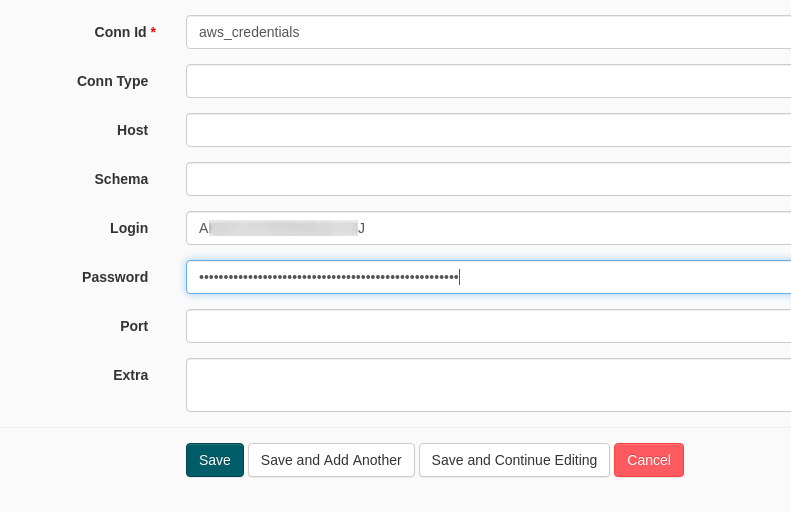 Conn Id * aws_credentials
Conn Type
Host
Schema
Login A J
Password ••••••••••••••••••••••••••••••••••••••••••••••••••••
Port
Extra
Save Save and Add Another Save and Continue Editing Cancel